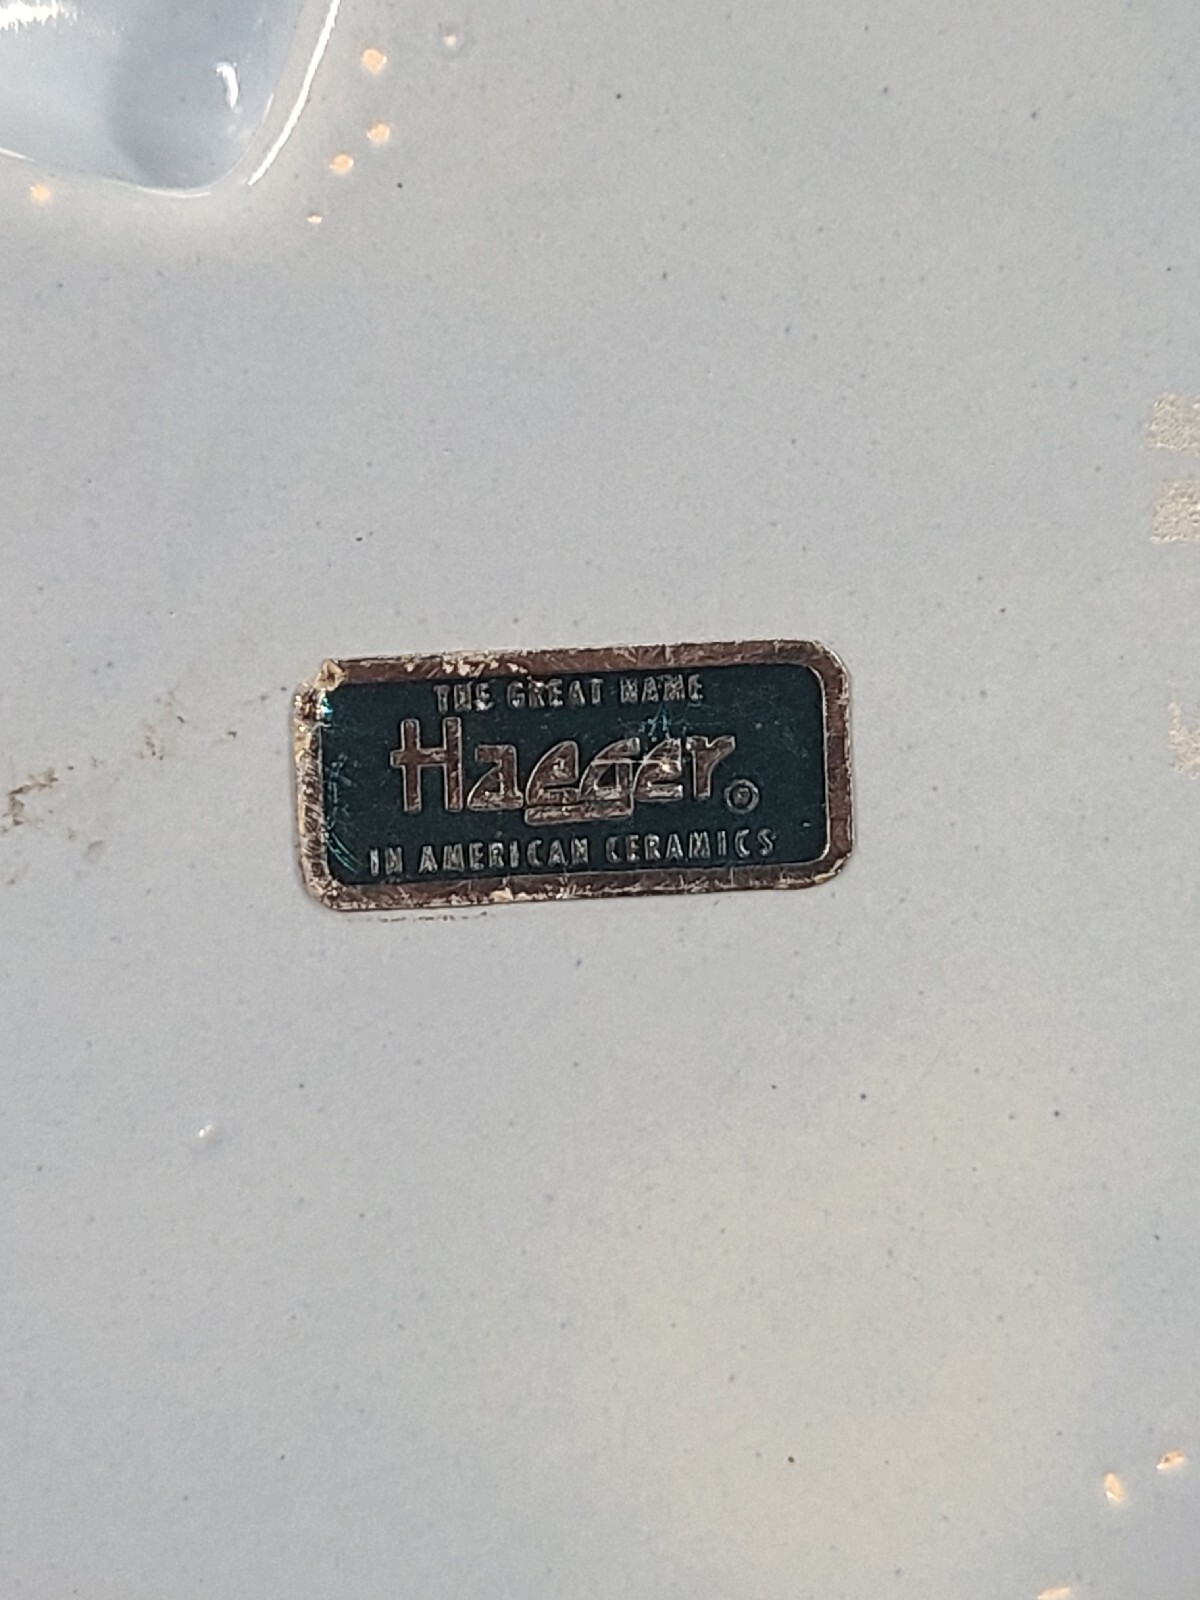 THE GREAT NAME
Haeger®
IN AMERICAN CERAMICS